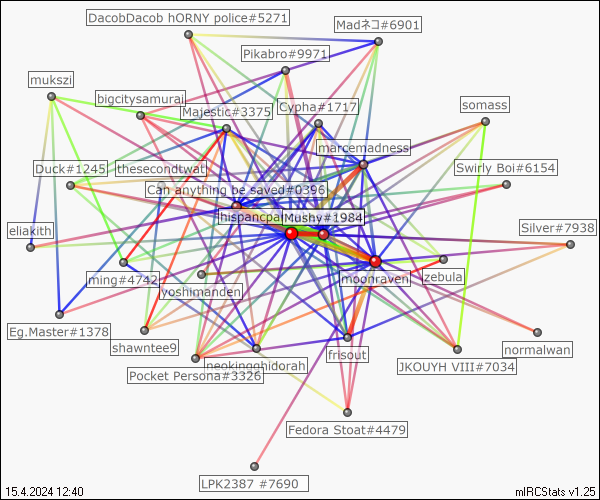 DacobDacob hORNY police#5271
Madネコ#6901
Pikabro#9971
mukszi
bigcitysamurai
Majestic#3375
Cypha#1717
somass
marcemadness
Duck#1245
thesecondtwat
Swirly Boi#6154
Can anything be saved#0396
hispancpa
Mushy#1984
eliakith
Silver#7938
ming#4742
moonraven
zebula
yoshimanden
Eg.Master#1378
shawntee9
frisout
normalwan
neokingghidorah
JKOUYH VIII#7034
Pocket Persona#3326
Fedora Stoat#4479
LPK2387 #7690
15.4.2024 12:40
mIRCStats v1.25